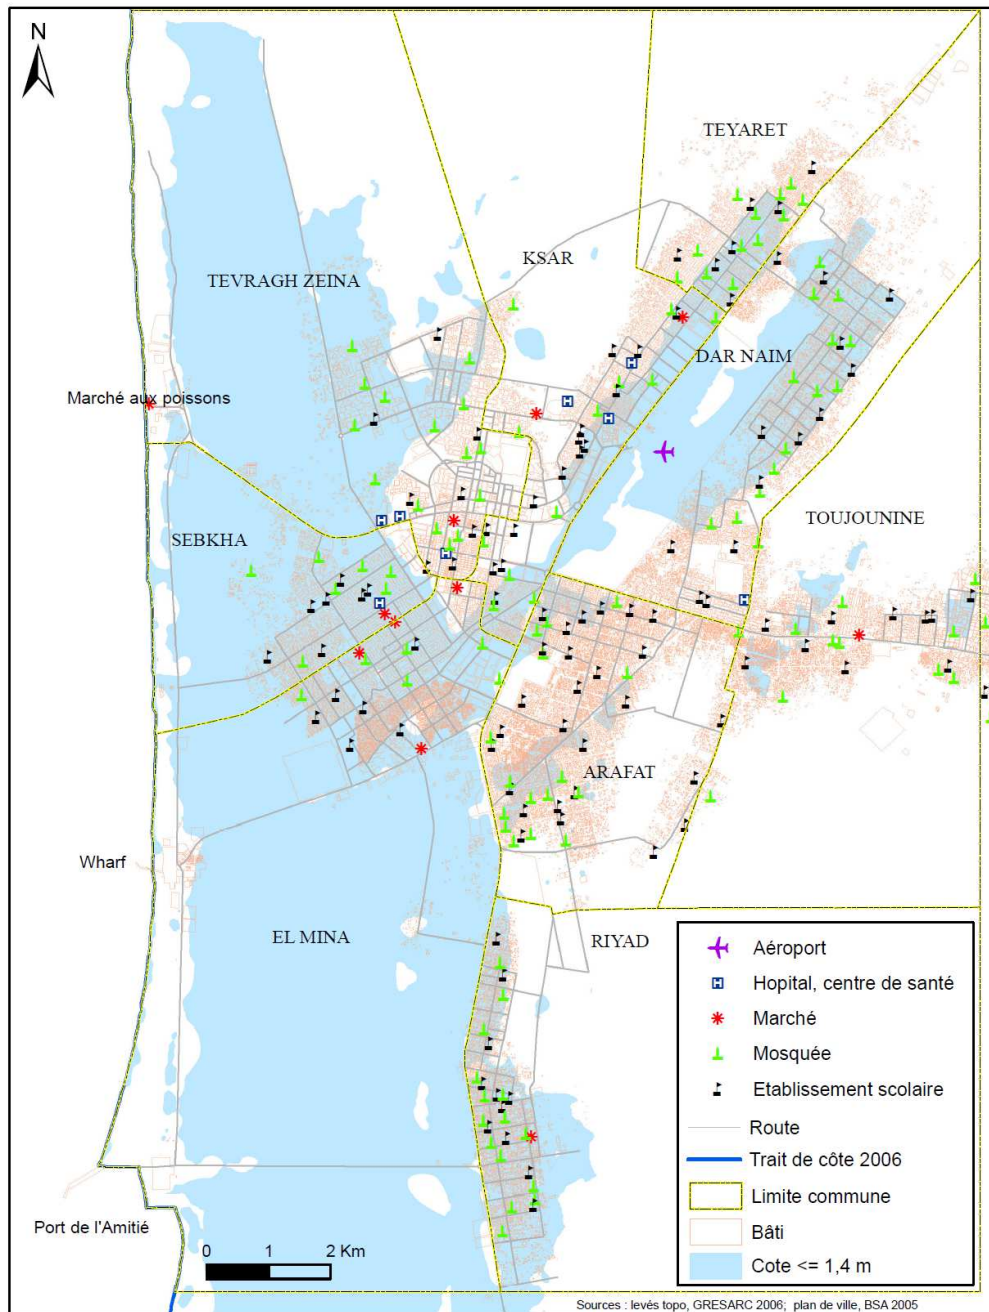 N
TEYARET
KSAR
TEVRAGH ZEINA
DAR NAIM
Marché aux poissons
TOUJOUNINE
SEBKHA
ARAFAT
Wharf
EL MINA
RIYAD
Aéroport
Hopital, centre de santé
Marché
Mosquée
Etablissement scolaire
Route
Trait de côte 2006
Limite commune
Bâti
Cote <= 1,4 m
Port de l'Amitié
0 1 2 Km
Sources : levés topo, GRESARC 2006; plan de ville, BSA 2005